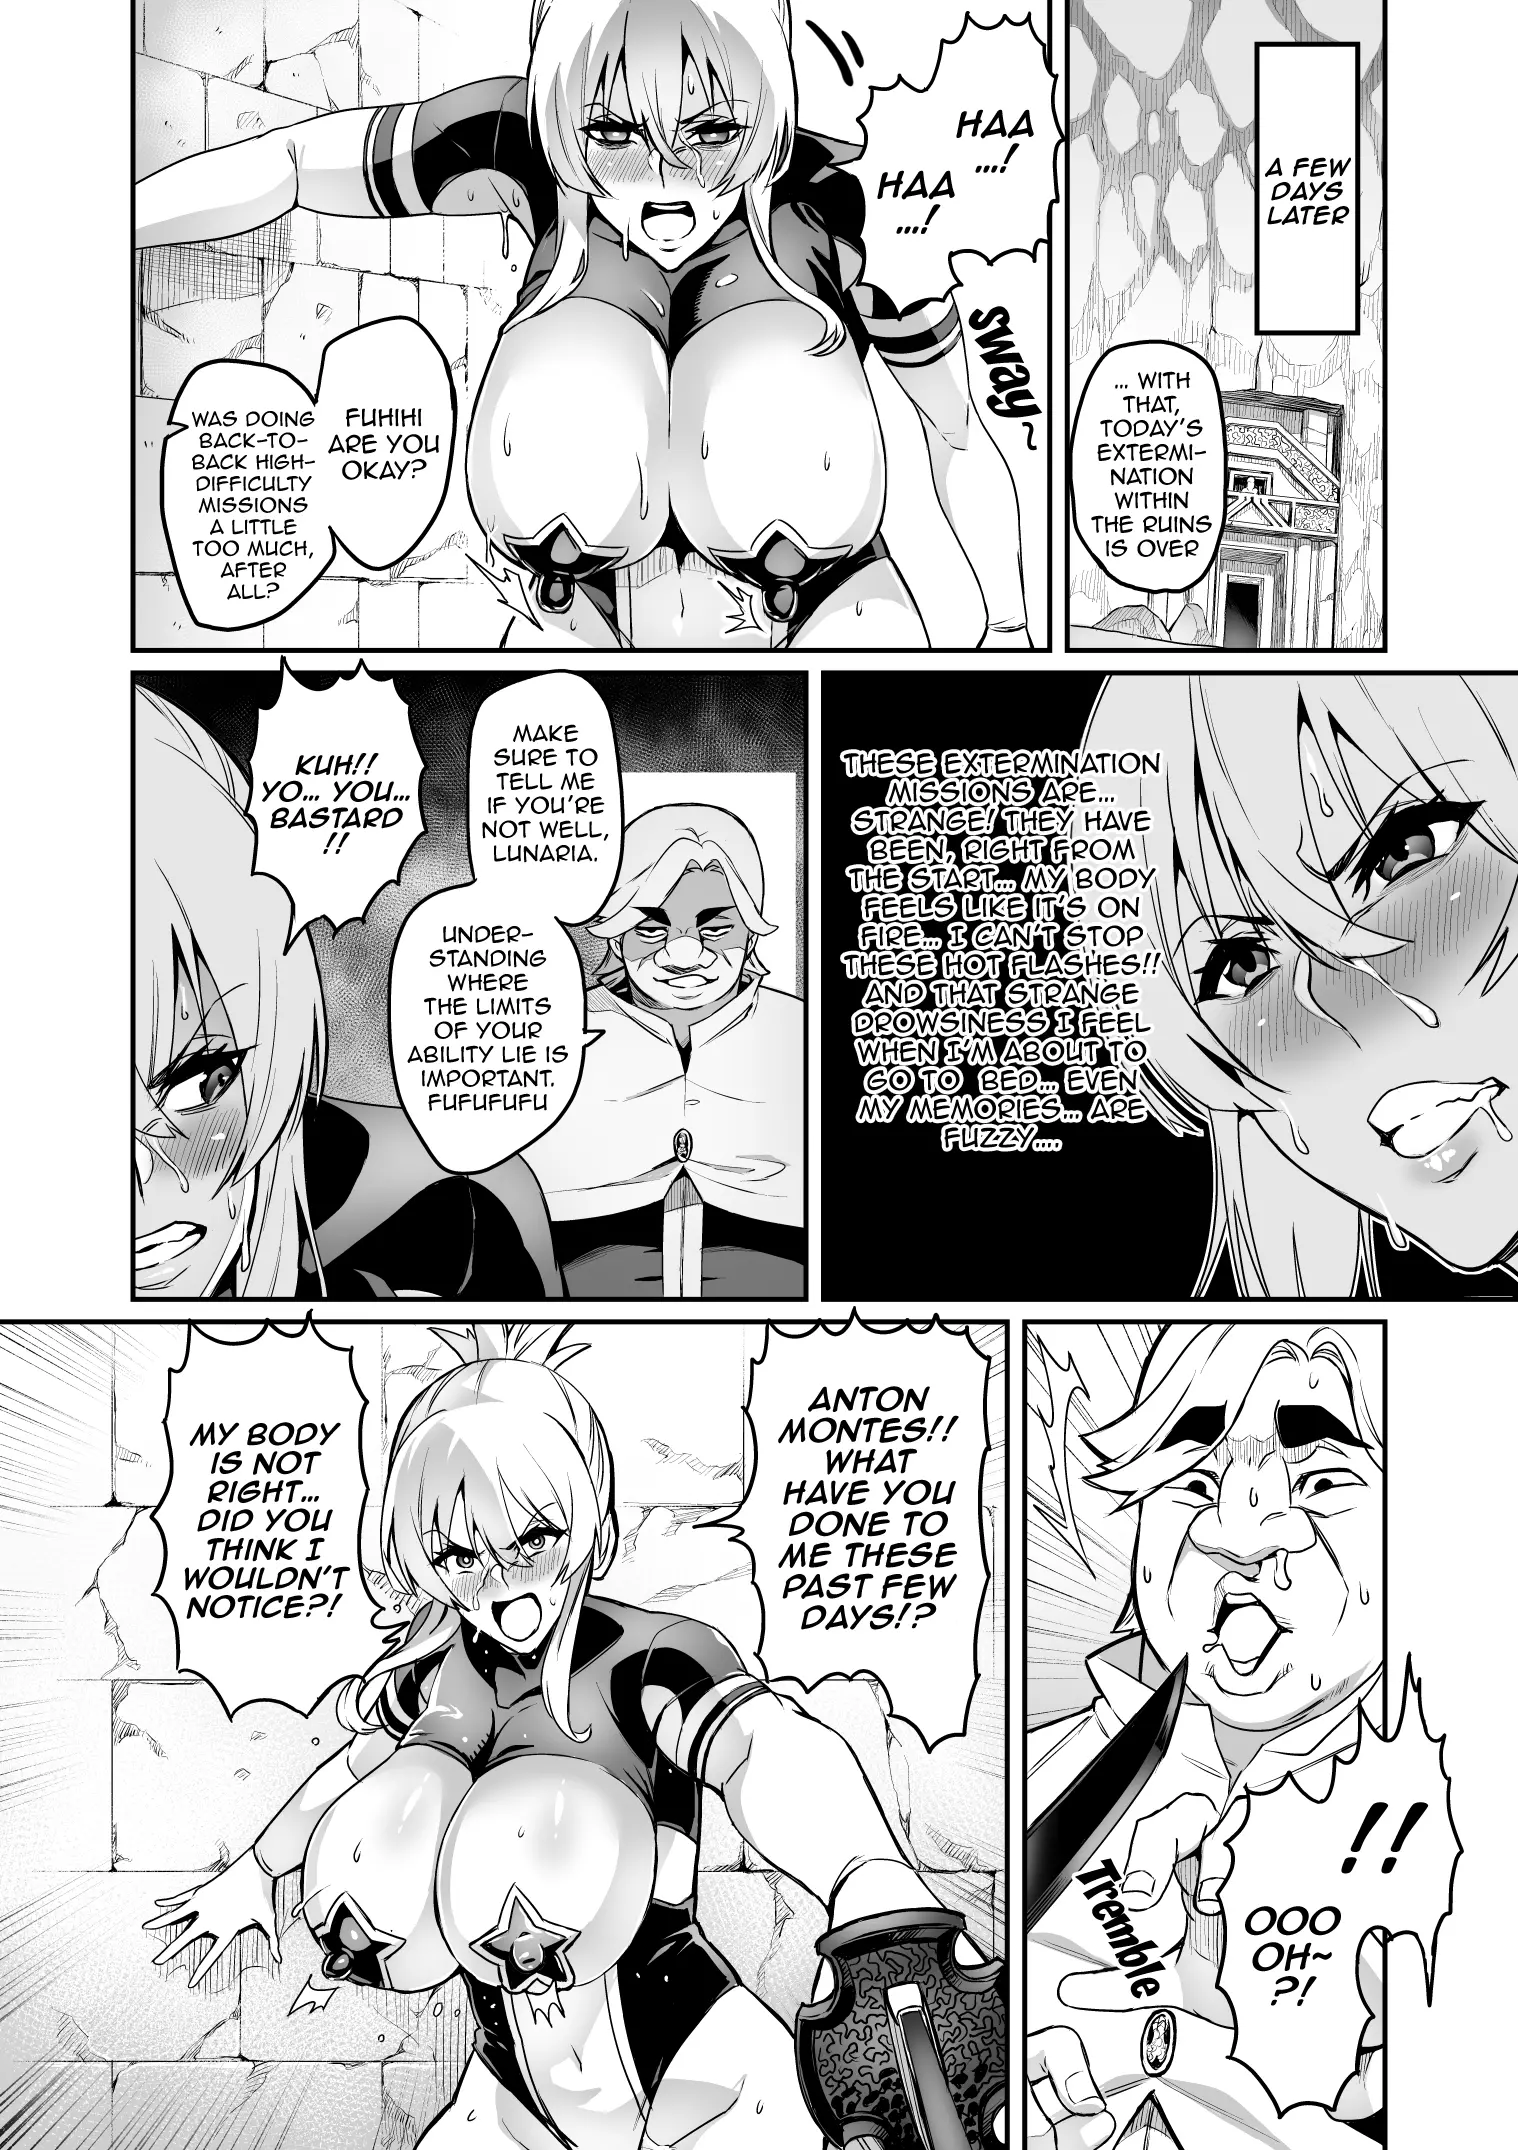 A FEW
DAYS
LATER
... WITH
THAT,
TODAY'S
EXTERMI-
NATION
WITHIN
THE RUINS
IS OVER
HAA
...!
HAA
...!
SWAY~
FUHIHI
ARE YOU
OKAY?
WAS DOING
BACK-TO-
BACK HIGH-
DIFFICULTY
MISSIONS
A LITTLE
TOO MUCH,
AFTER
ALL?
THESE EXTERMINATION
MISSIONS ARE...
STRANGE! THEY HAVE
BEEN, RIGHT FROM
THE START... MY BODY
FEELS LIKE IT'S ON
FIRE... I CAN'T STOP
THESE HOT FLASHES!!
AND THAT STRANGE
DROWSINESS I FEEL
WHEN I'M ABOUT TO
GO TO BED... EVEN
MY MEMORIES... ARE
FUZZY....
MAKE
SURE TO
TELL ME
IF YOU'RE
NOT WELL,
LUNARIA.
UNDER-
STANDING
WHERE
THE LIMITS
OF YOUR
ABILITY LIE IS
IMPORTANT.
FUFUFUFU
KUH!!
YO... YOU...
BASTARD
!!
!!
OOO
OH~
?!
Tremble
ANTON
MONTES!!
WHAT
HAVE YOU
DONE TO
ME THESE
PAST FEW
DAYS!?
MY BODY
IS NOT
RIGHT...
DID YOU
THINK I
WOULDN'T
NOTICE?!